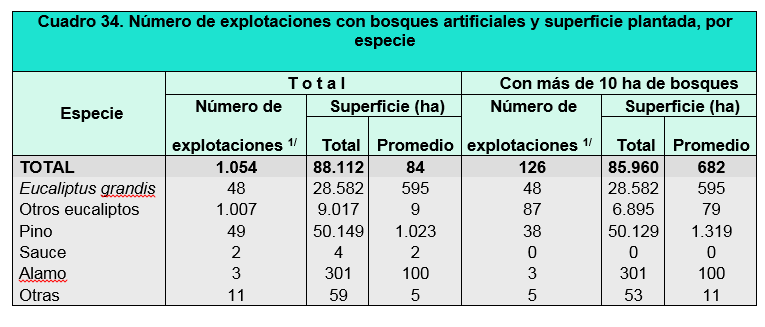 Cuadro 34. Número de explotaciones con bosques artificiales y superficie plantada, por
especie
Especie T o t a l Con más de 10 ha de bosques
Número de explotaciones 1/ Superficie (ha) Número de explotaciones 1/ Superficie (ha)
Total Promedio Total Promedio
TOTAL 1.054 88.112 84 126 85.960 682
Eucaliptus grandis 48 28.582 595 48 28.582 595
Otros eucaliptos 1.007 9.017 9 87 6.895 79
Pino 49 50.149 1.023 38 50.129 1.319
Sauce 2 4 2 0 0 0
Alamo 3 301 100 3 301 100
Otras 11 59 5 5 53 11